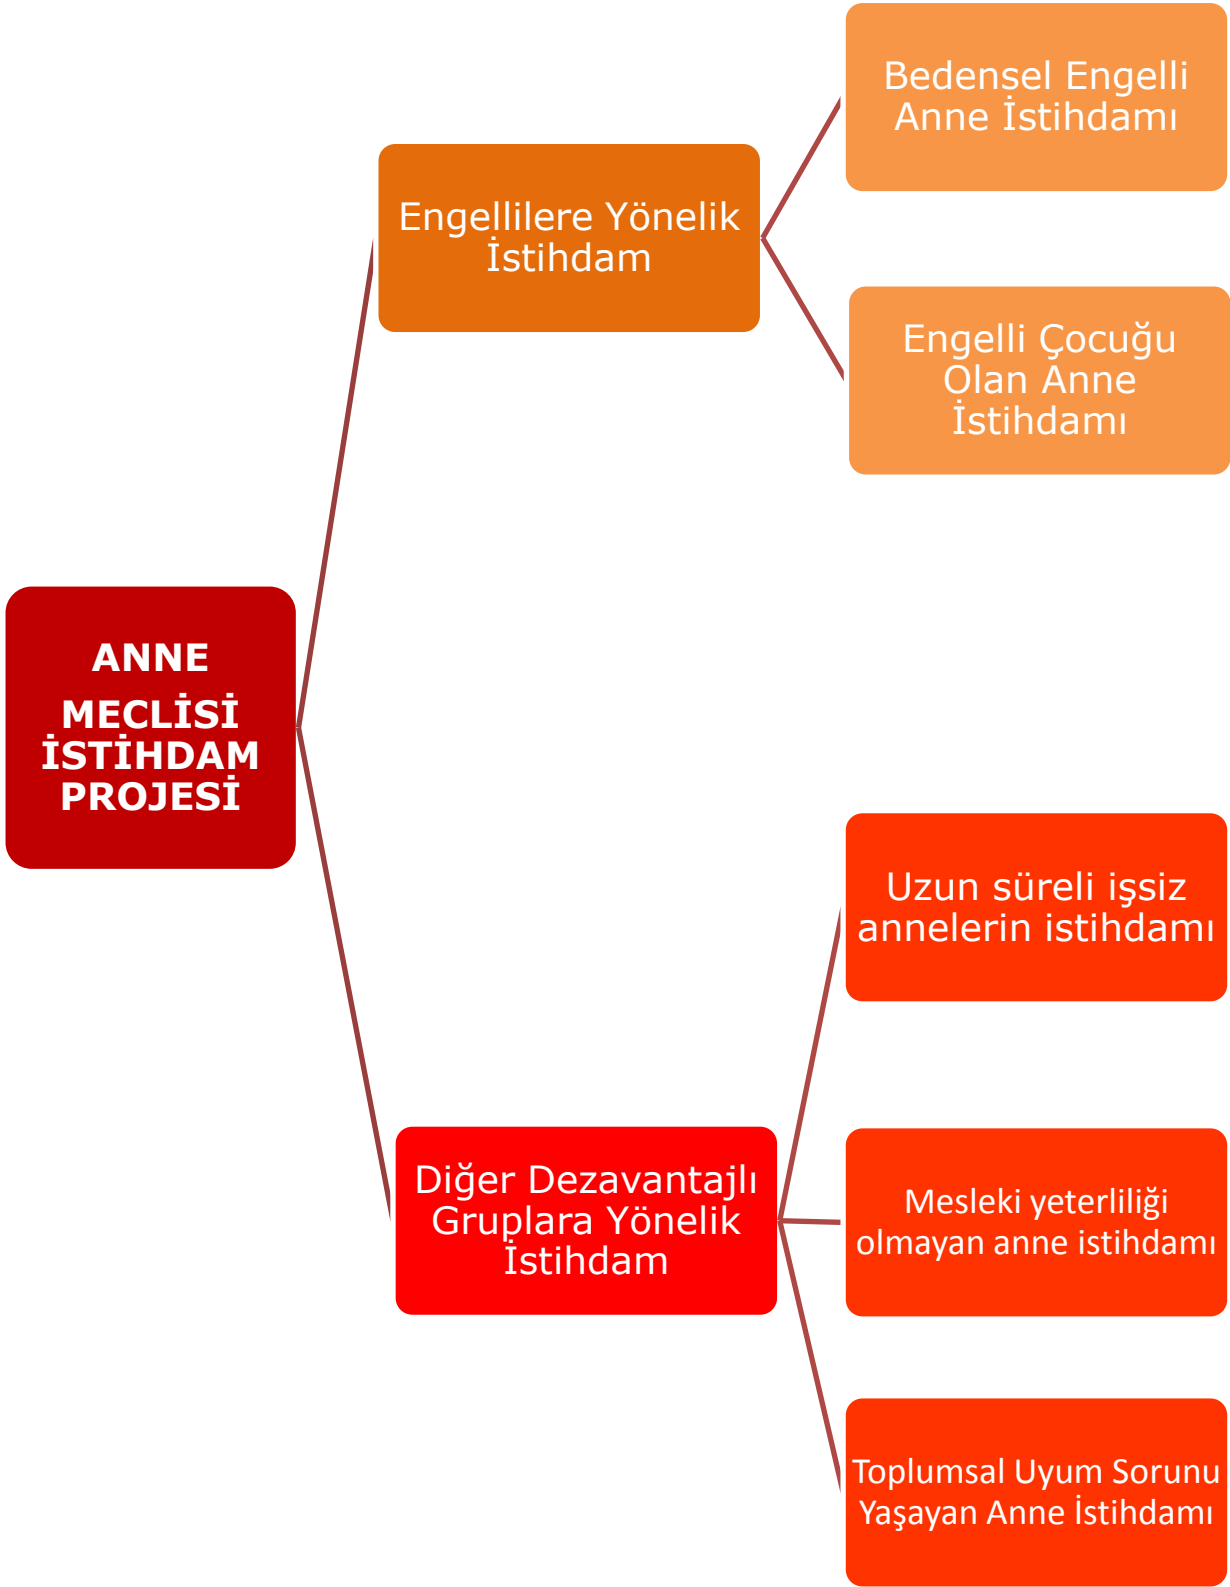 Bedensel Engelli
Anne İstihdamı
Engellilere Yönelik
İstihdam
Engelli Çocuğu
Olan Anne
İstihdamı
ANNE
MECLİSİ
İSTİHDAM
PROJESİ
Uzun süreli işsiz
annelerin istihdamı
Diğer Dezavantajlı
Gruplara Yönelik
İstihdam
Mesleki yeterliliği
olmayan anne istihdamı
Toplumsal Uyum Sorunu
Yaşayan Anne İstihdamı